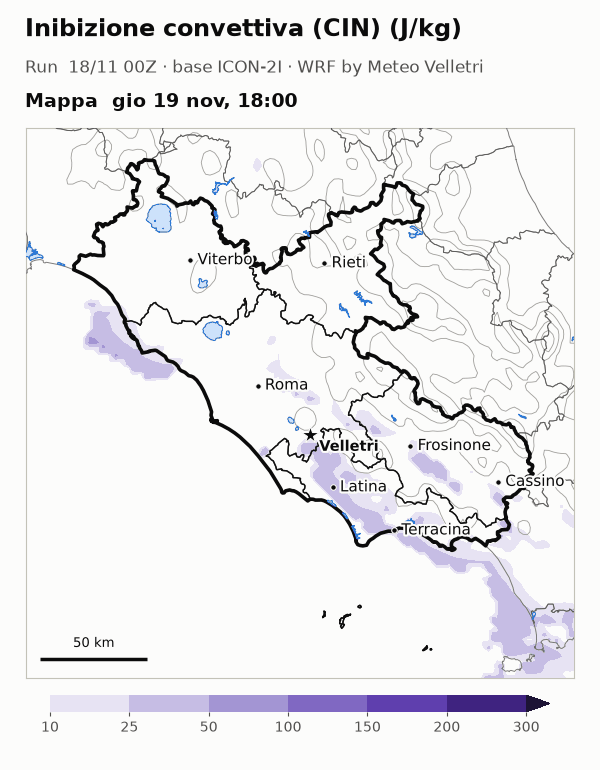 Inibizione convettiva (CIN) (J/kg)
Run  18/11 00Z · base ICON-2I · WRF by Meteo Velletri
Mappa  gio 19 nov, 18:00
Viterbo
Rieti
Roma
Velletri
Frosinone
Cassino
Latina
Terracina
50 km
10 25 50 100 150 200 300